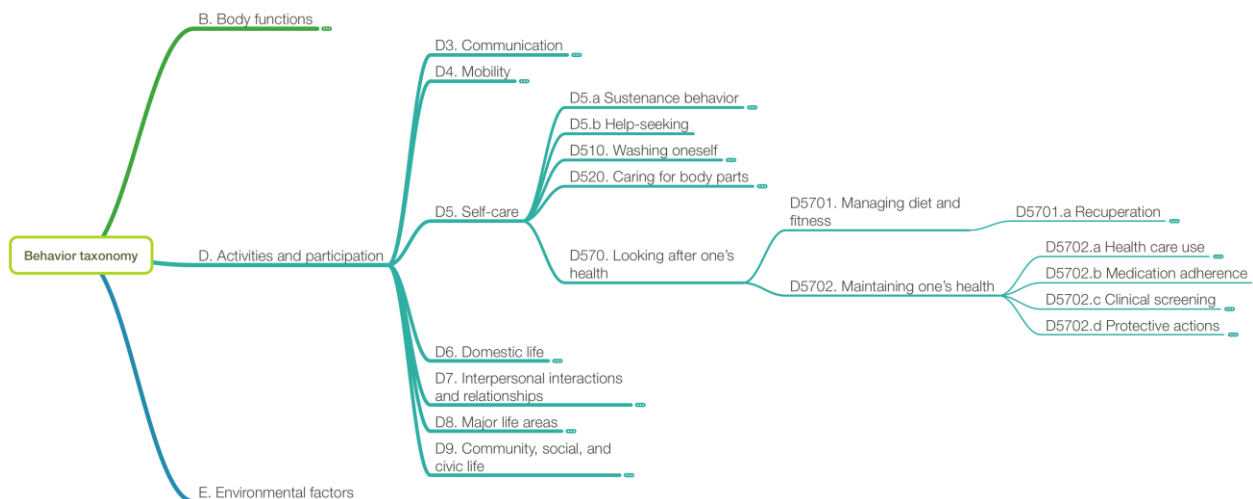 B. Body functions
D3. Communication
D4. Mobility
D5.a Sustenance behavior
D5.b Help-seeking
D510. Washing oneself
D520. Caring for body parts
D5701. Managing diet and
fitness
D5701.a Recuperation
D5. Self-care
Behavior taxonomy
D. Activities and participation
D570. Looking after one's
health
D5702. Maintaining one's health
D5702.a Health care use
D5702.b Medication adherence
D5702.c Clinical screening
D5702.d Protective actions
D6. Domestic life
D7. Interpersonal interactions
and relationships
D8. Major life areas
D9. Community, social, and
civic life
E. Environmental factors